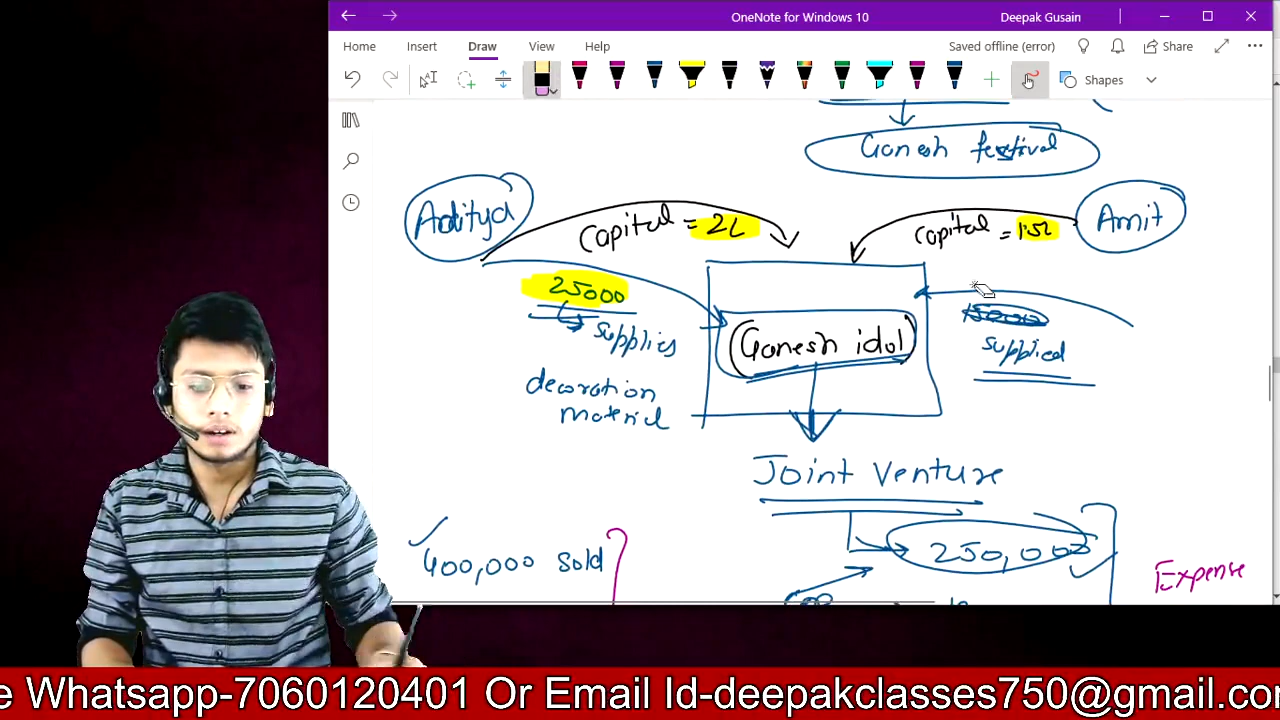 OneNote for Windows 10
Deepak Gusain
Home Insert Draw View Help
Saved offline (error)
Share
Shapes
Ganesh festival
Aditya
Capital = 2L
Capital = 1.5L
Amit
25000
supplies
decoration
material
(Ganesh idol)
15000
supplied
Joint Venture
400,000 sold
250,000
Expense
e Whatsapp-7060120401 Or Email Id-deepakclasses750@gmail.co